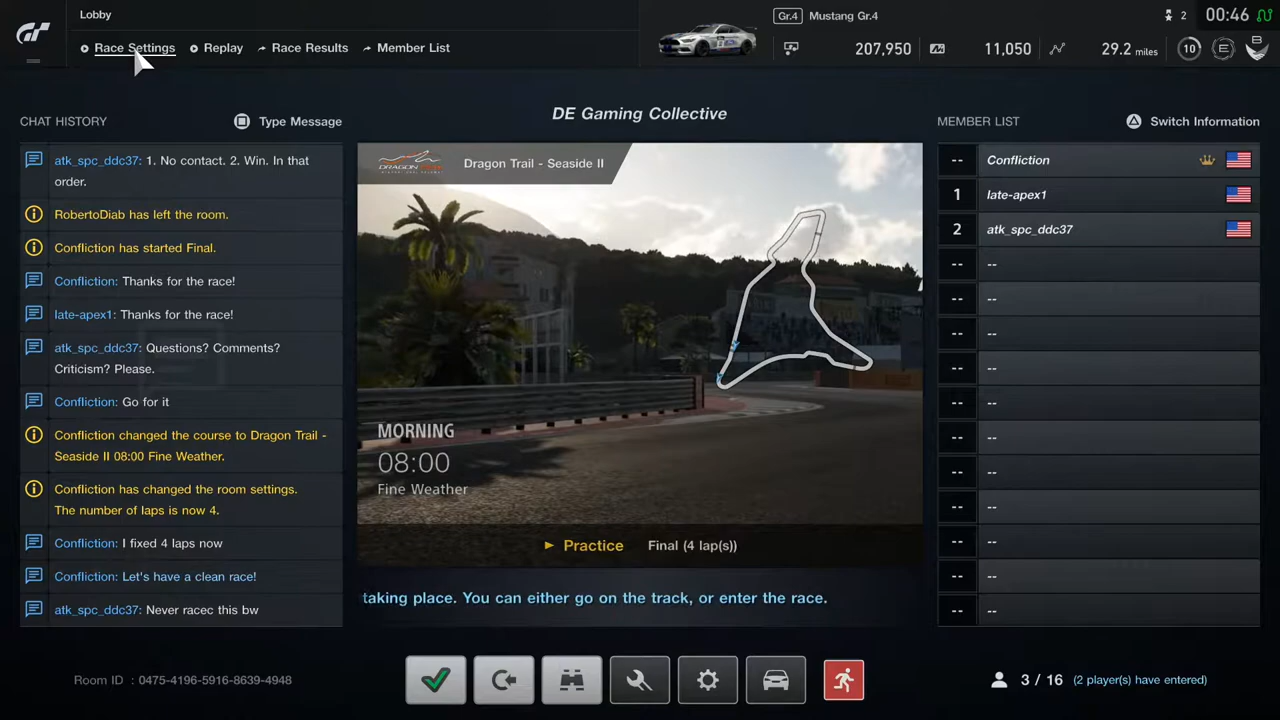 Lobby
Race Settings Replay Race Results Member List
Gr.4 Mustang Gr.4
2 00:46
207,950 11,050 29.2 miles 10 E B
CHAT HISTORY Type Message
DE Gaming Collective
MEMBER LIST Switch Information
atk_spc_ddc37: 1. No contact. 2. Win. In that
order.
RobertoDiab has left the room.
Confliction has started Final.
Confliction: Thanks for the race!
late-apex1: Thanks for the race!
atk_spc_ddc37: Questions? Comments?
Criticism? Please.
Confliction: Go for it
Confliction changed the course to Dragon Trail -
Seaside II 08:00 Fine Weather.
Confliction has changed the room settings.
The number of laps is now 4.
Confliction: I fixed 4 laps now
Confliction: Let's have a clean race!
atk_spc_ddc37: Never racec this bw
DRAGON TRAIL Dragon Trail - Seaside II
MORNING
08:00
Fine Weather
Practice Final (4 lap(s))
taking place. You can either go on the track, or enter the race.
-- Confliction
1 late-apex1
2 atk_spc_ddc37
-- --
-- --
-- --
-- --
-- --
-- --
-- --
-- --
-- --
-- --
-- --
Room ID : 0475-4196-5916-8639-4948
3 / 16 (2 player(s) have entered)